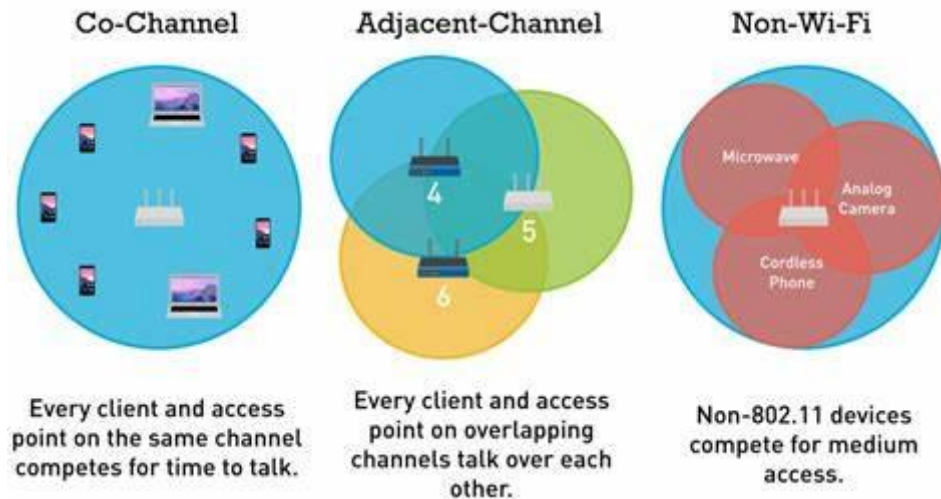 Co-Channel
Every client and access
point on the same channel
competes for time to talk.
Adjacent-Channel
4
5
6
Every client and access
point on overlapping
channels talk over each
other.
Non-Wi-Fi
Microwave
Analog
Camera
Cordless
Phone
Non-802.11 devices
compete for medium
access.